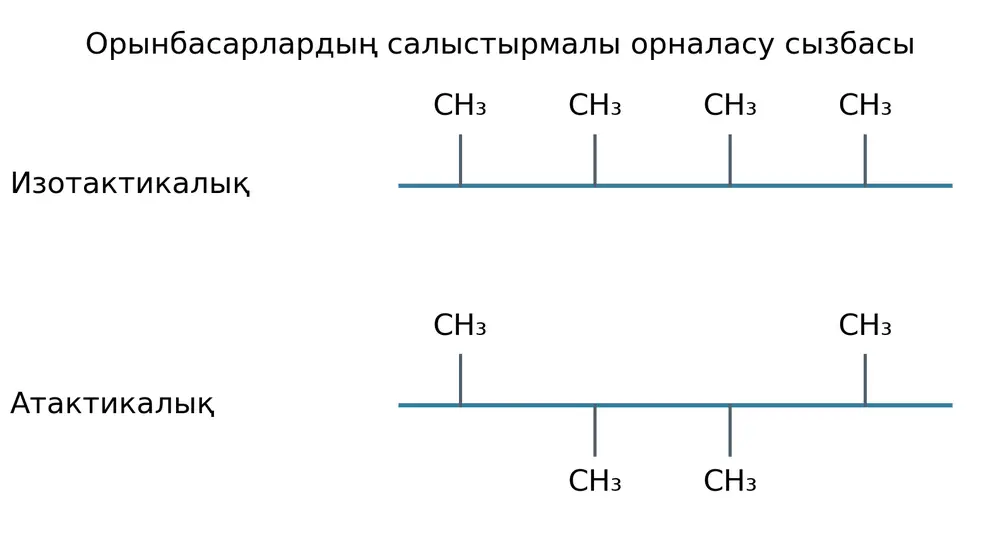 Орынбасарлардың салыстырмалы орналасу сызбасы
CH₃ CH₃ CH₃ CH₃
Изотактикалық
CH₃ CH₃
Атактикалық
CH₃ CH₃